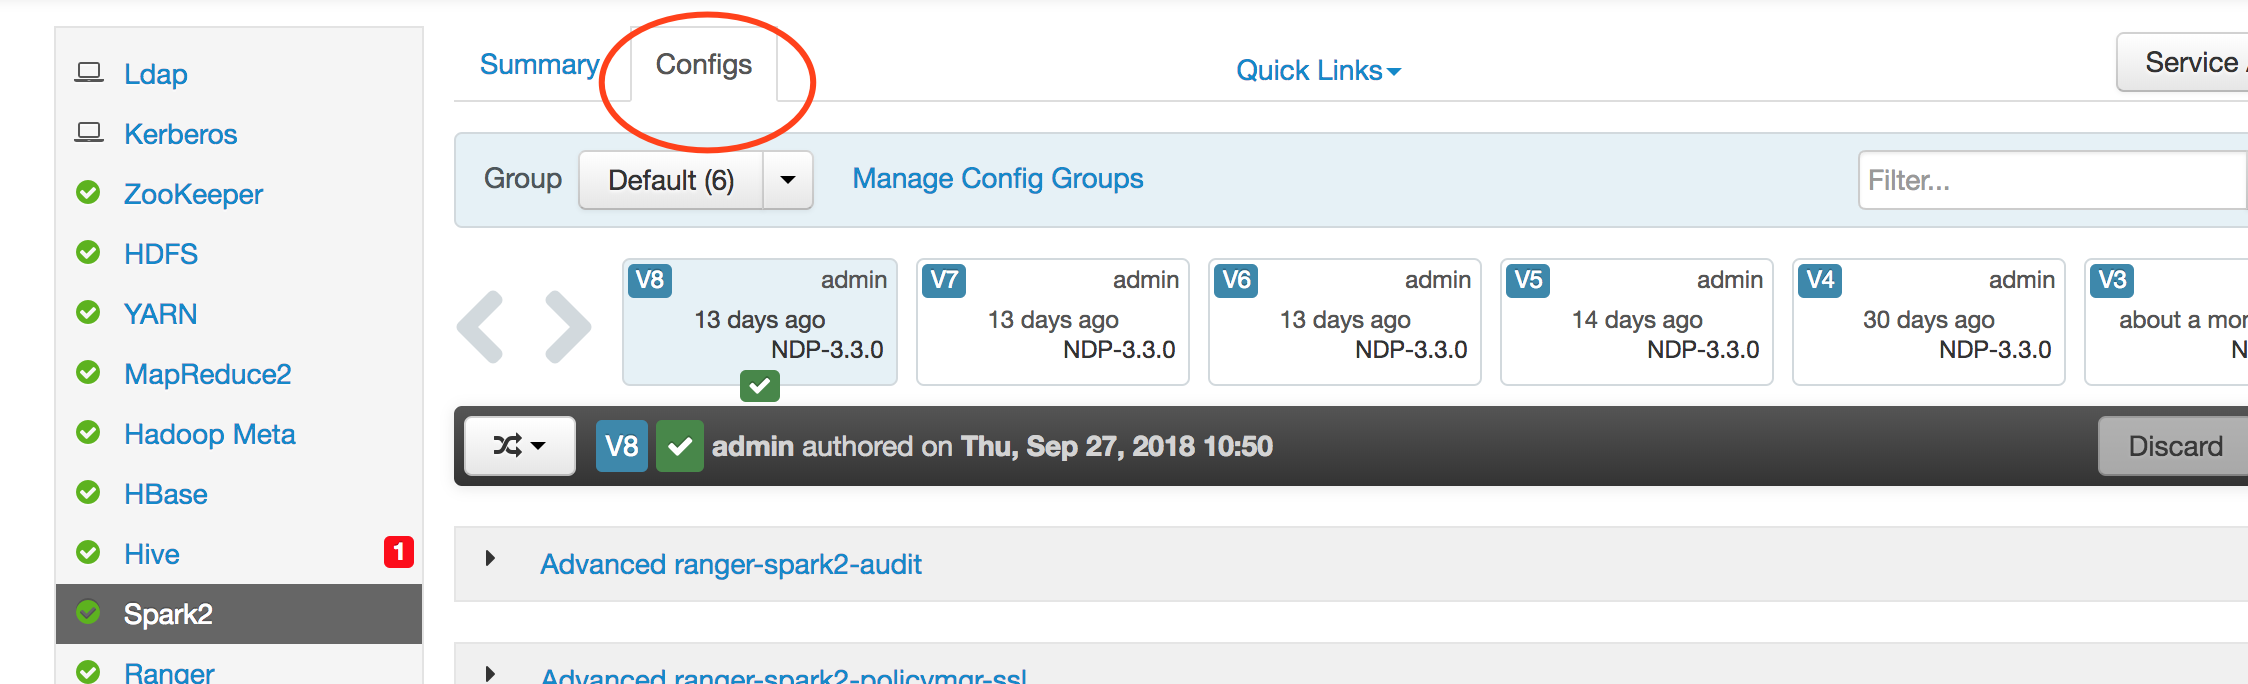 Ldap
Kerberos
ZooKeeper
HDFS
YARN
MapReduce2
Hadoop Meta
HBase
Hive 1
Spark2
Ranger
Summary Configs Quick Links Service
Group Default (6) Manage Config Groups Filter...
V8 admin
13 days ago
NDP-3.3.0
V7 admin
13 days ago
NDP-3.3.0
V6 admin
13 days ago
NDP-3.3.0
V5 admin
14 days ago
NDP-3.3.0
V4 admin
30 days ago
NDP-3.3.0
V3
about a mon
N
V8 admin authored on Thu, Sep 27, 2018 10:50 Discard
Advanced ranger-spark2-audit
Advanced ranger-spark2-policymgr-ssl